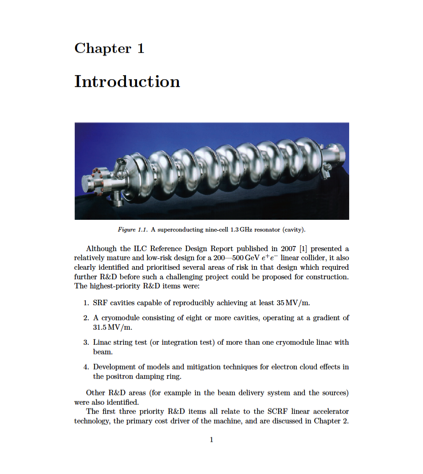 Chapter 1
Introduction
Figure 1.1. A superconducting nine-cell 1.3 GHz resonator (cavity).
Although the ILC Reference Design Report published in 2007 [1] presented a
relatively mature and low-risk design for a 200—500 GeV e⁺e⁻ linear collider, it also
clearly identified and prioritised several areas of risk in that design which required
further R&D before such a challenging project could be proposed for construction.
The highest-priority R&D items were:
1. SRF cavities capable of reproducibly achieving at least 35 MV/m.
2. A cryomodule consisting of eight or more cavities, operating at a gradient of
31.5 MV/m.
3. Linac string test (or integration test) of more than one cryomodule linac with
beam.
4. Development of models and mitigation techniques for electron cloud effects in
the positron damping ring.
Other R&D areas (for example in the beam delivery system and the sources)
were also identified.
The first three priority R&D items all relate to the SCRF linear accelerator
technology, the primary cost driver of the machine, and are discussed in Chapter 2.
1